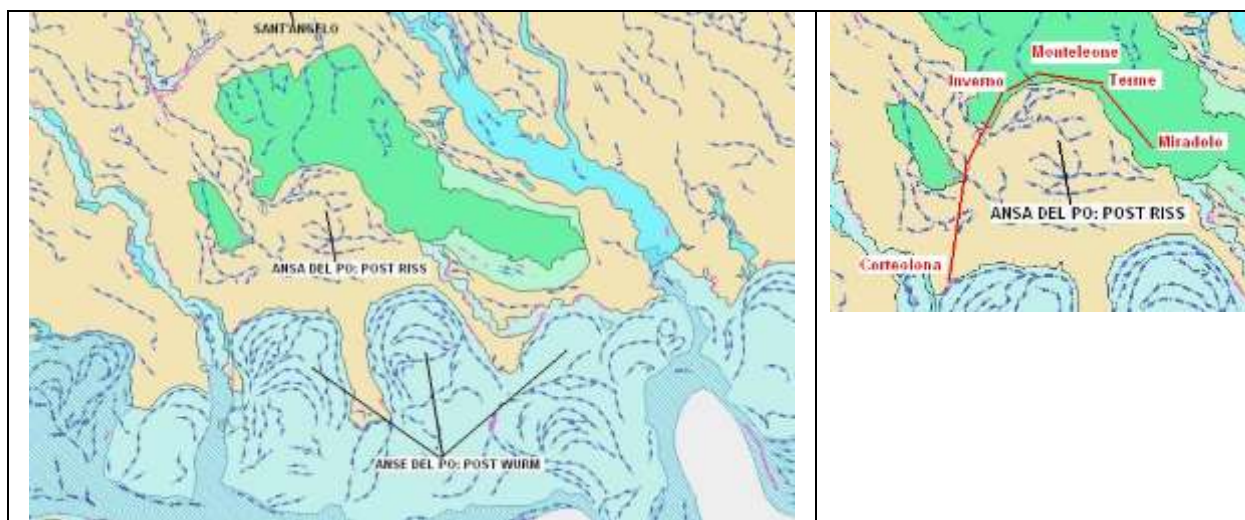 SANT'ANGELO
ANSA DEL PO: POST RISS
ANSE DEL PO: POST WURM
Monteleone
Inverno
Terme
Miradolo
ANSA DEL PO: POST RISS
Corteolona